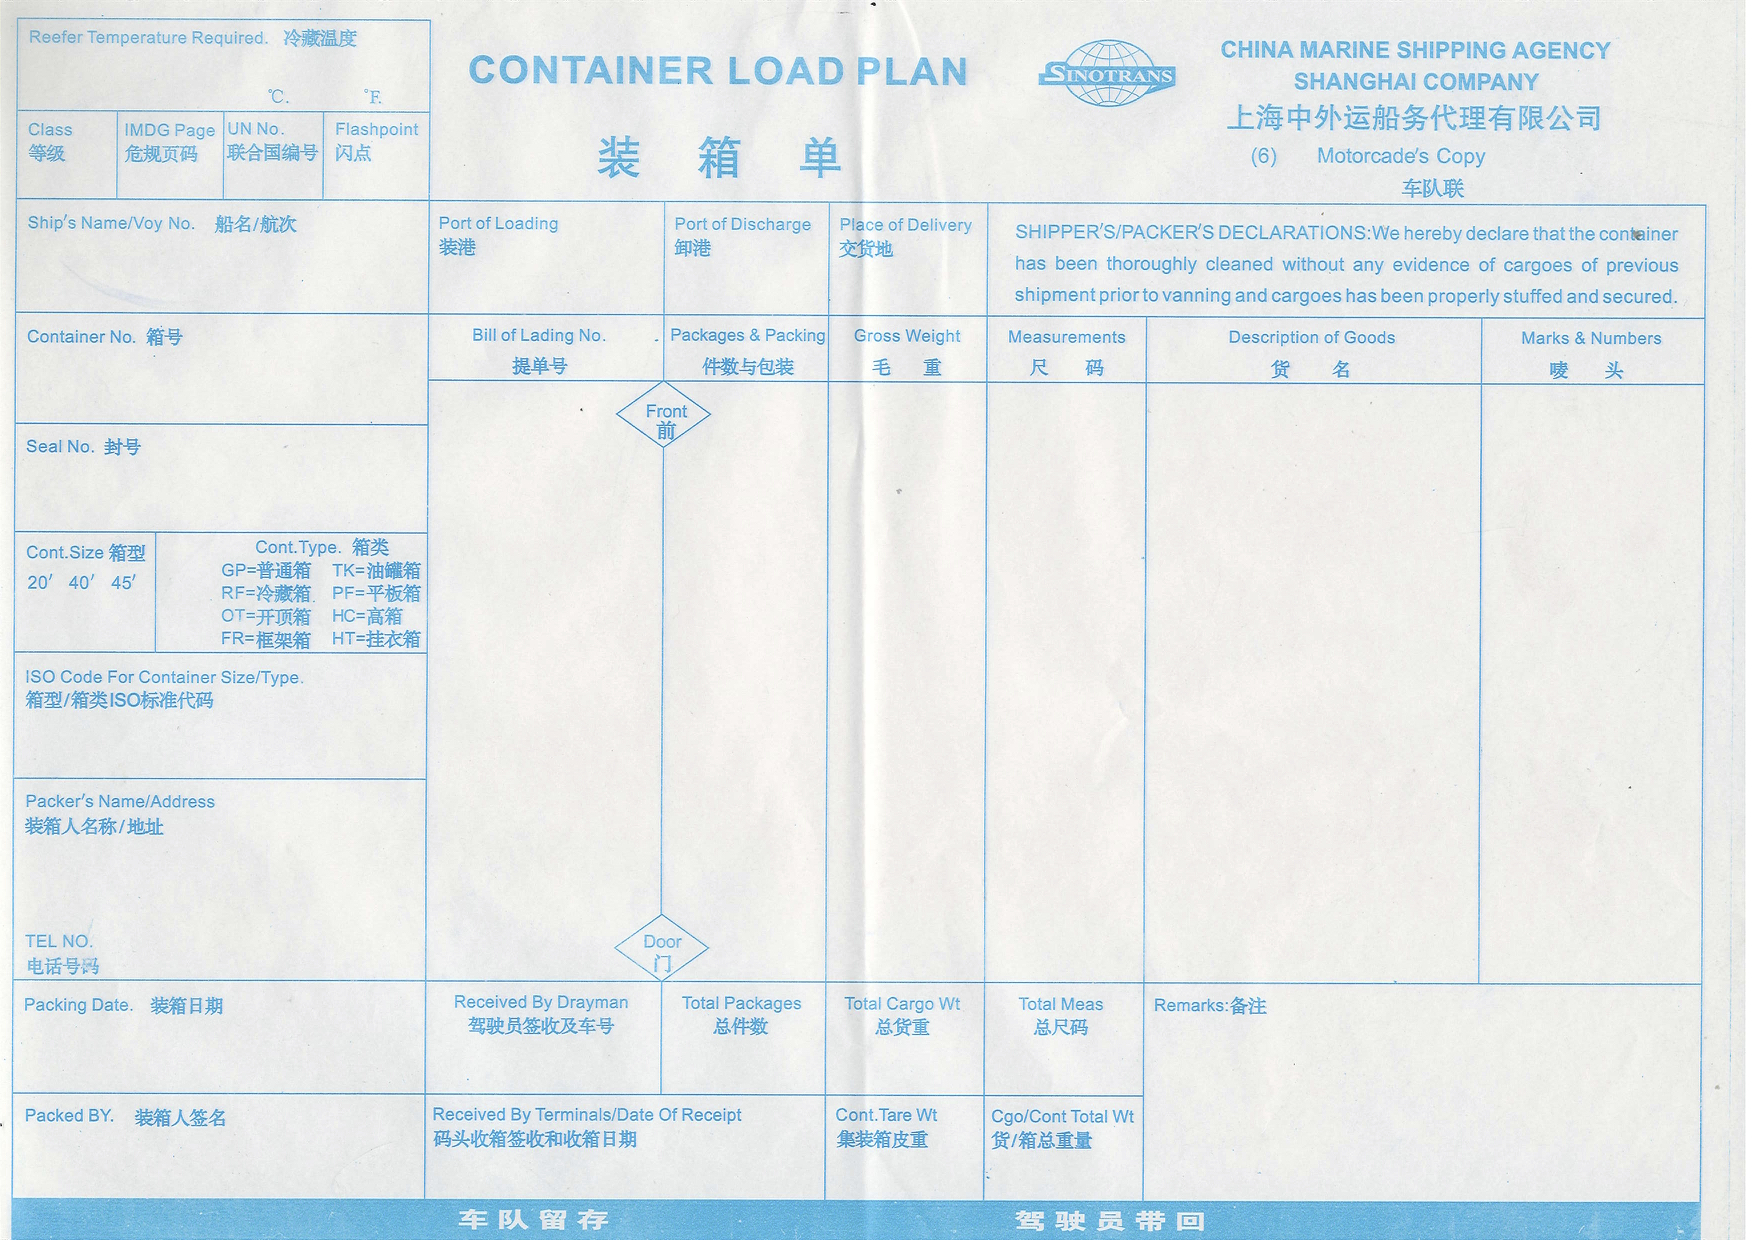 Reefer Temperature Required. 冷藏温度
℃. °F.
Class
等级
IMDG Page
危规页码
UN No.
联合国编号
Flashpoint
闪点
CONTAINER LOAD PLAN
装 箱 单
SINOTRANS
CHINA MARINE SHIPPING AGENCY
SHANGHAI COMPANY
上海中外运船务代理有限公司
(6) Motorcade's Copy
车队联
Ship's Name/Voy No. 船名/航次
Port of Loading
装港
Port of Discharge
卸港
Place of Delivery
交货地
SHIPPER'S/PACKER'S DECLARATIONS:We hereby declare that the container
has been thoroughly cleaned without any evidence of cargoes of previous
shipment prior to vanning and cargoes has been properly stuffed and secured.
Container No. 箱号
Bill of Lading No.
提单号
Packages & Packing
件数与包装
Gross Weight
毛 重
Measurements
尺 码
Description of Goods
货 名
Marks & Numbers
唛 头
Front
前
Seal No. 封号
Cont.Size 箱型
20′ 40′ 45′
Cont.Type. 箱类
GP=普通箱 TK=油罐箱
RF=冷藏箱 PF=平板箱
OT=开顶箱 HC=高箱
FR=框架箱 HT=挂衣箱
ISO Code For Container Size/Type.
箱型/箱类ISO标准代码
Packer's Name/Address
装箱人名称/地址
TEL NO.
电话号码
Door
门
Packing Date. 装箱日期
Received By Drayman
驾驶员签收及车号
Total Packages
总件数
Total Cargo Wt
总货重
Total Meas
总尺码
Remarks:备注
Packed BY. 装箱人签名
Received By Terminals/Date Of Receipt
码头收箱签收和收箱日期
Cont.Tare Wt
集装箱皮重
Cgo/Cont Total Wt
货/箱总重量
车队留存 驾驶员带回